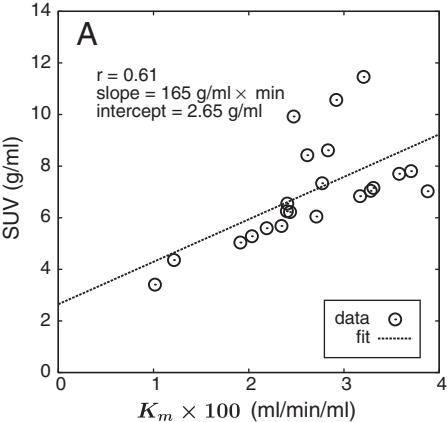 A
r = 0.61
slope = 165 g/ml × min
intercept = 2.65 g/ml
SUV (g/ml)
14
12
10
8
6
4
2
0
data
fit
0 1 2 3 4
K_m × 100 (ml/min/ml)